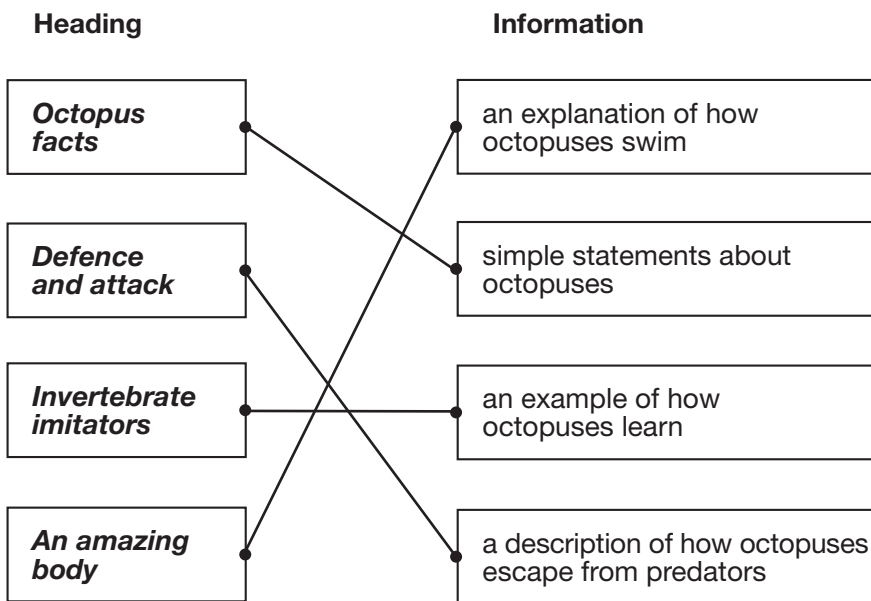 Heading
Information
Octopus
facts
an explanation of how
octopuses swim
Defence
and attack
simple statements about
octopuses
Invertebrate
imitators
an example of how
octopuses learn
An amazing
body
a description of how octopuses
escape from predators